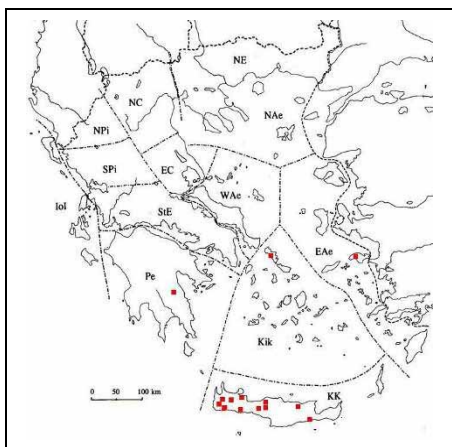 NE
NC
NAe
NPi
SPi
EC
WAe
IoI
StE
EAe
Pe
Kik
0 50 100 km
KK